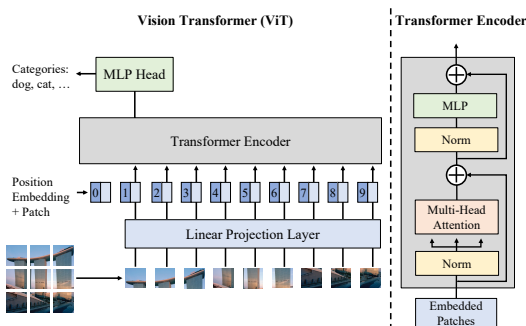 Vision Transformer (ViT)
Categories:
dog, cat, …
MLP Head
Transformer Encoder
Position
Embedding
+ Patch
0 1 2 3 4 5 6 7 8 9
Linear Projection Layer
Transformer Encoder
MLP
Norm
Multi-Head
Attention
Norm
Embedded
Patches